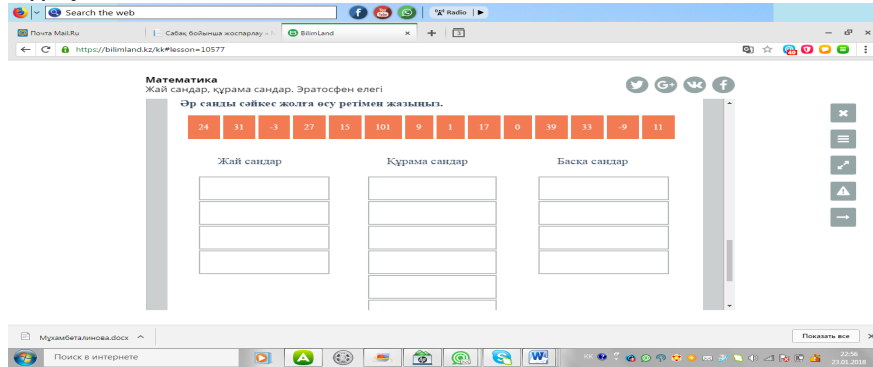 Search the web
Radio
Почта Mail.Ru
Сабақ бойынша жоспарлау -
BilimLand
https://bilimland.kz/kk#lesson=10577
Математика
Жай сандар, құрама сандар. Эратосфен елегі
Әр санды сәйкес жолға өсу ретімен жазыңыз.
24 31 -3 27 15 101 9 1 17 0 39 33 -9 11
Жай сандар Құрама сандар Басқа сандар
Мұхамбеталинова.docx
Показать все
Поиск в интернете
КК
22:56
23.01.2018